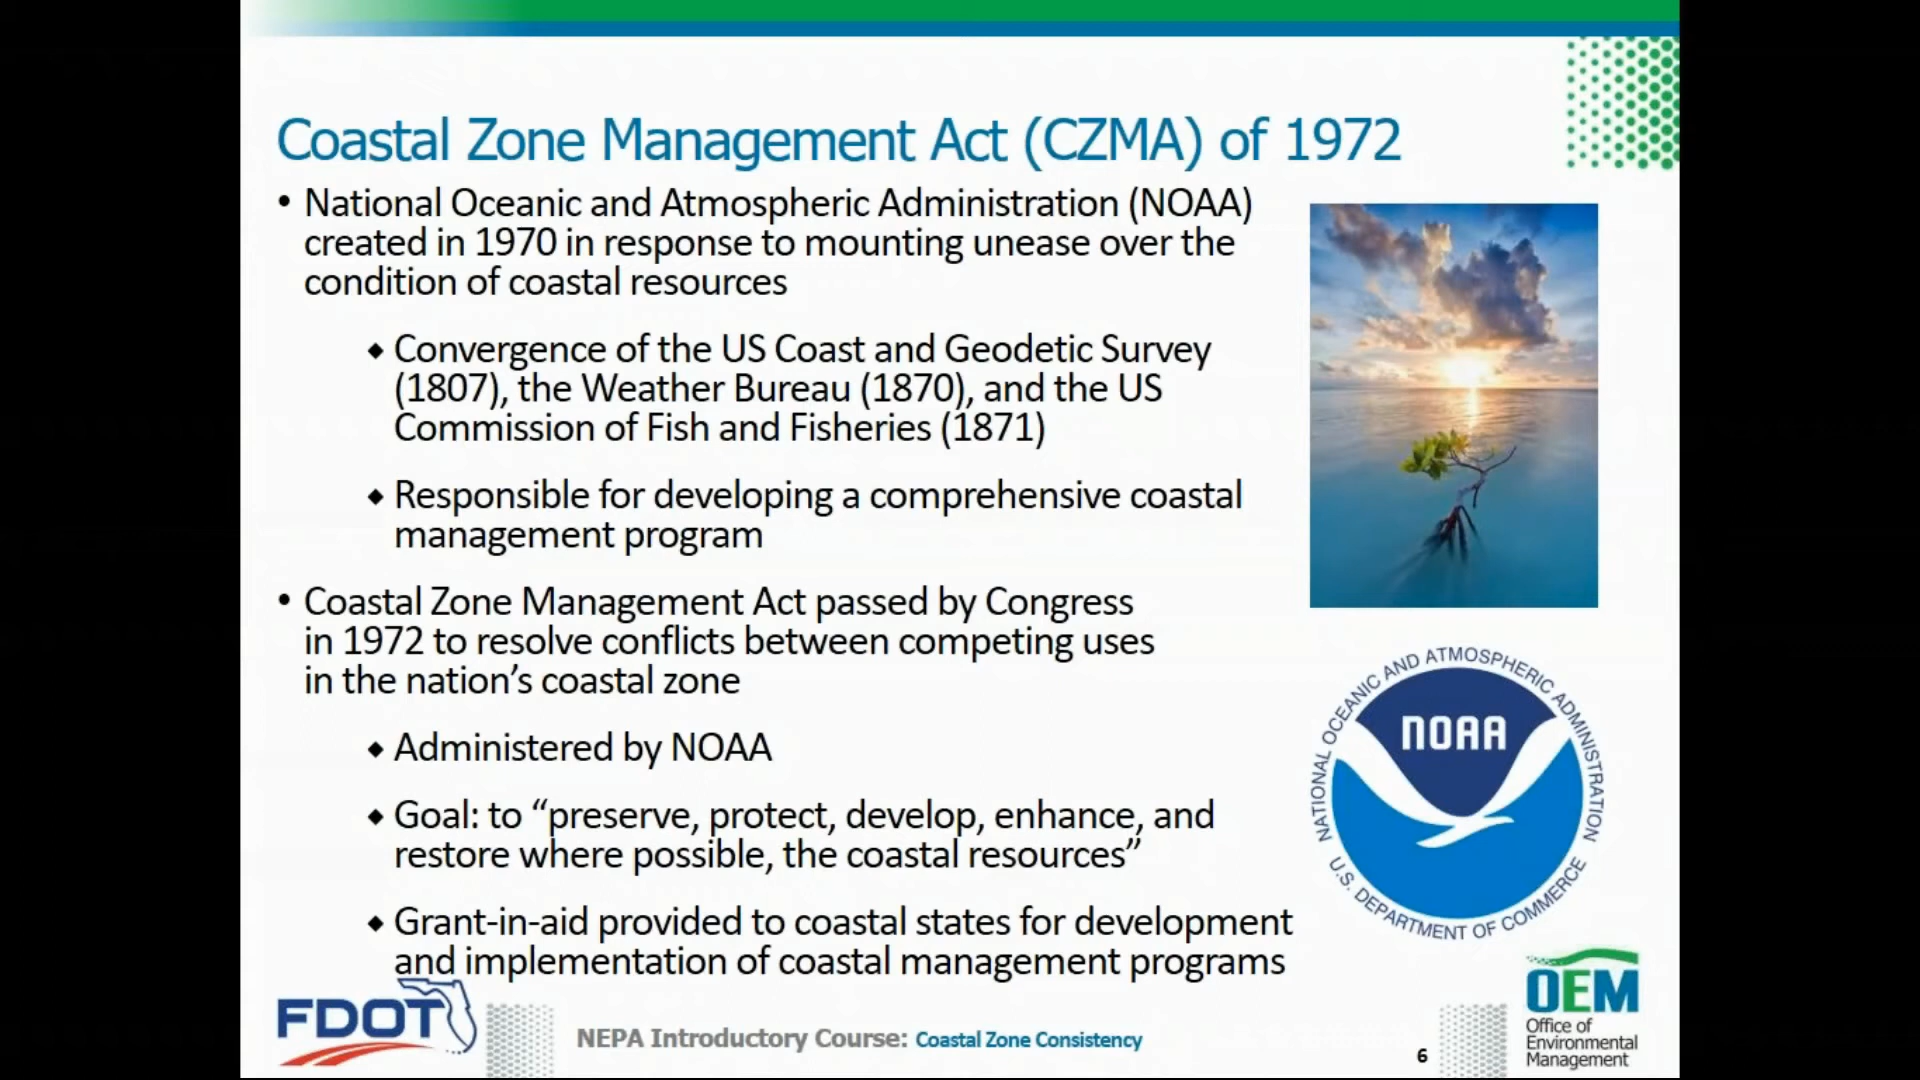 Coastal Zone Management Act (CZMA) of 1972
• National Oceanic and Atmospheric Administration (NOAA)
created in 1970 in response to mounting unease over the
condition of coastal resources
◆ Convergence of the US Coast and Geodetic Survey
(1807), the Weather Bureau (1870), and the US
Commission of Fish and Fisheries (1871)
◆ Responsible for developing a comprehensive coastal
management program
• Coastal Zone Management Act passed by Congress
in 1972 to resolve conflicts between competing uses
in the nation’s coastal zone
◆ Administered by NOAA
◆ Goal: to “preserve, protect, develop, enhance, and
restore where possible, the coastal resources”
◆ Grant-in-aid provided to coastal states for development
and implementation of coastal management programs
NATIONAL OCEANIC AND ATMOSPHERIC ADMINISTRATION
NOAA
U.S. DEPARTMENT OF COMMERCE
FDOT
NEPA Introductory Course: Coastal Zone Consistency
6
OEM
Office of
Environmental
Management